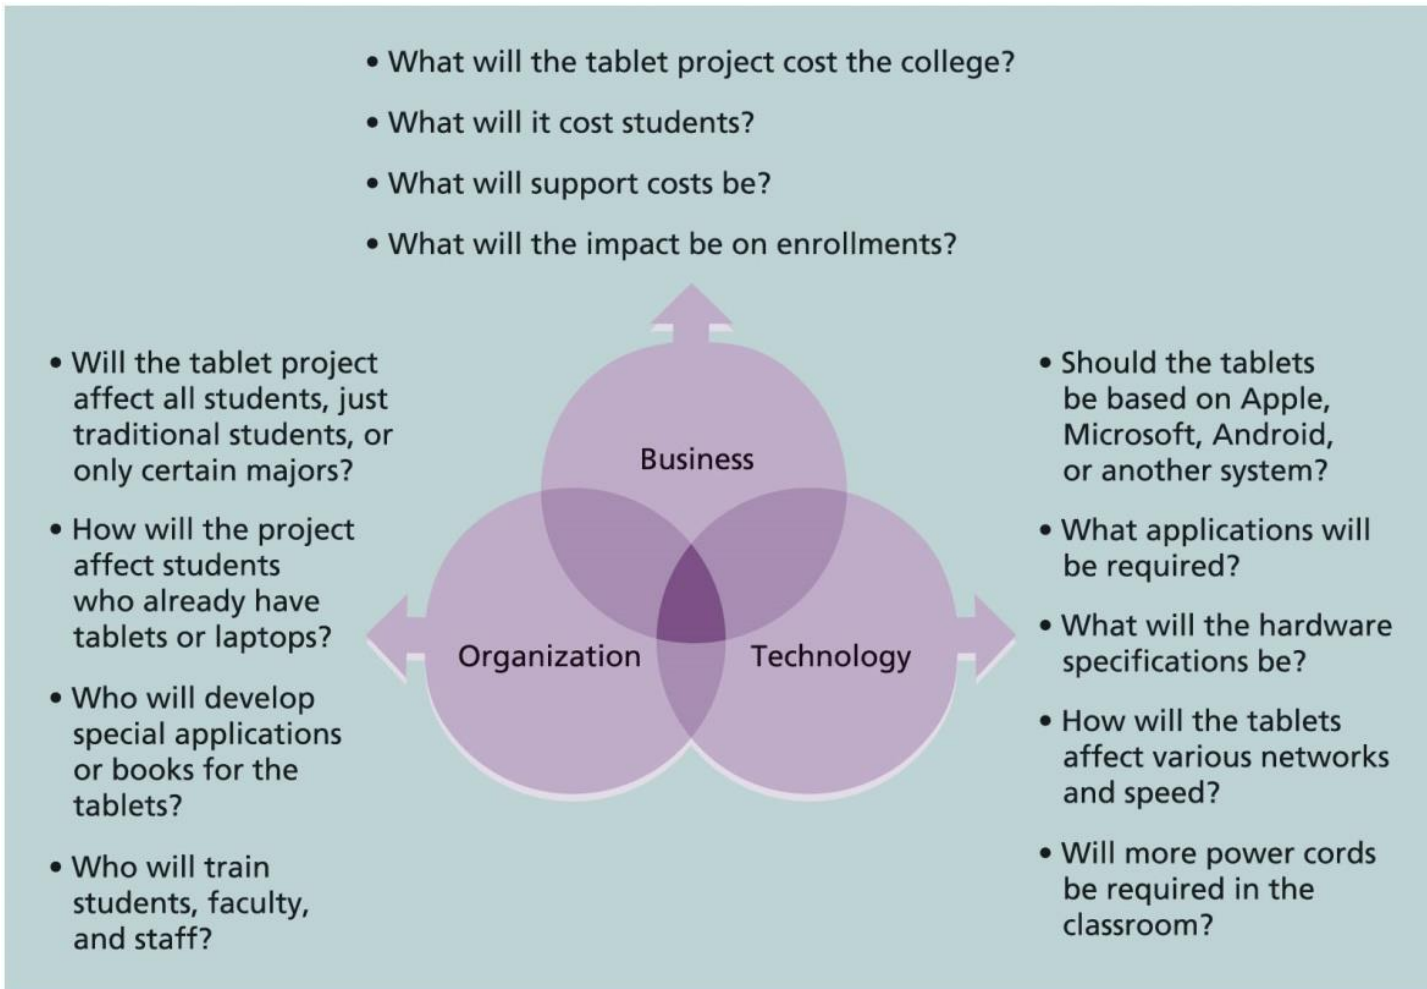 • What will the tablet project cost the college?
• What will it cost students?
• What will support costs be?
• What will the impact be on enrollments?
• Will the tablet project
affect all students, just
traditional students, or
only certain majors?
• How will the project
affect students
who already have
tablets or laptops?
• Who will develop
special applications
or books for the
tablets?
• Who will train
students, faculty,
and staff?
Business
Organization
Technology
• Should the tablets
be based on Apple,
Microsoft, Android,
or another system?
• What applications will
be required?
• What will the hardware
specifications be?
• How will the tablets
affect various networks
and speed?
• Will more power cords
be required in the
classroom?